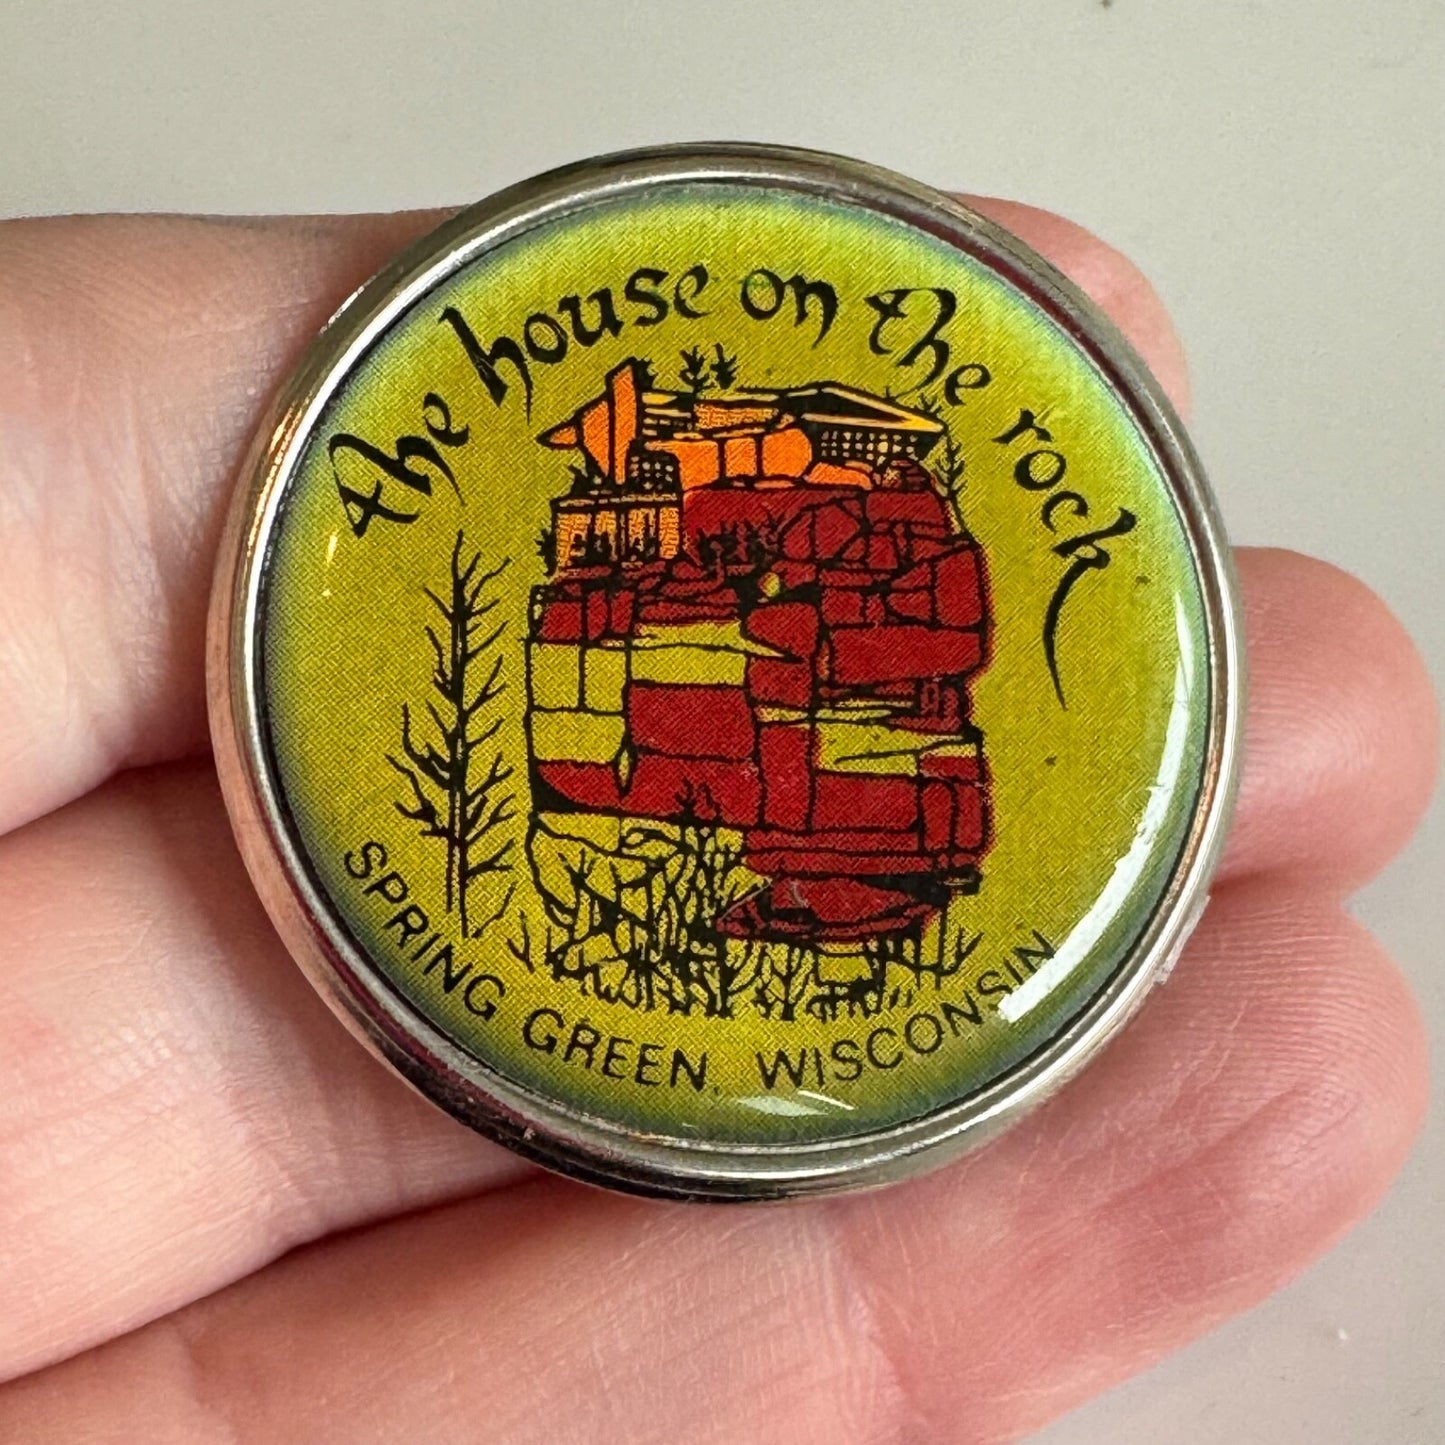 the house on the rock
SPRING GREEN, WISCONSIN